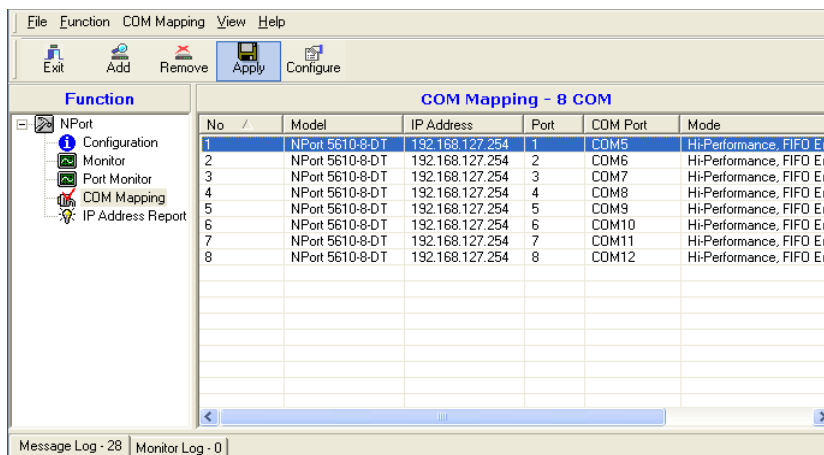 File Function COM Mapping View Help
Exit Add Remove Apply Configure
Function
COM Mapping - 8 COM
NPort
Configuration
Monitor
Port Monitor
COM Mapping
IP Address Report
No Model IP Address Port COM Port Mode
1 NPort 5610-8-DT 192.168.127.254 1 COM5 Hi-Performance, FIFO E
2 NPort 5610-8-DT 192.168.127.254 2 COM6 Hi-Performance, FIFO E
3 NPort 5610-8-DT 192.168.127.254 3 COM7 Hi-Performance, FIFO E
4 NPort 5610-8-DT 192.168.127.254 4 COM8 Hi-Performance, FIFO E
5 NPort 5610-8-DT 192.168.127.254 5 COM9 Hi-Performance, FIFO E
6 NPort 5610-8-DT 192.168.127.254 6 COM10 Hi-Performance, FIFO E
7 NPort 5610-8-DT 192.168.127.254 7 COM11 Hi-Performance, FIFO E
8 NPort 5610-8-DT 192.168.127.254 8 COM12 Hi-Performance, FIFO E
Message Log - 28 Monitor Log - 0